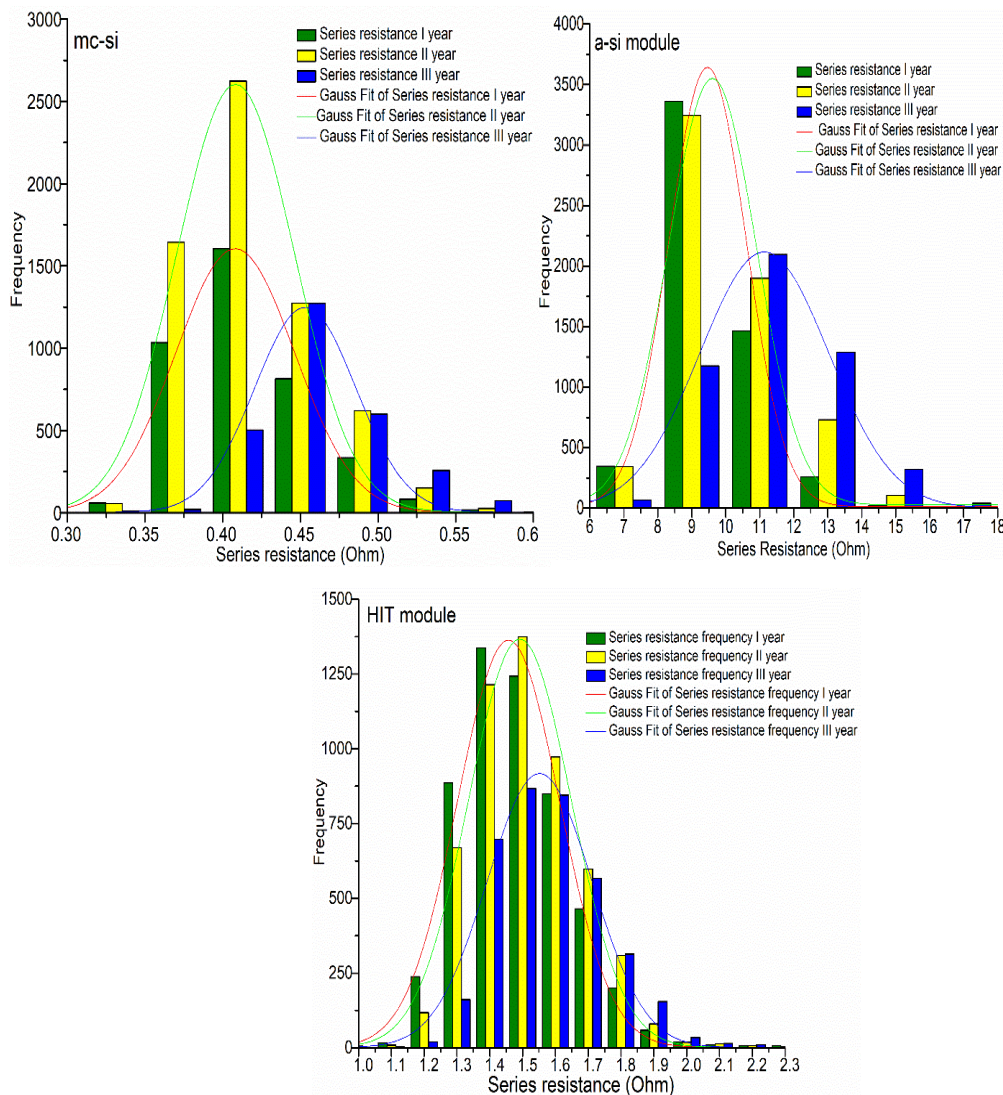 mc-si
3000
2500
2000
1500
1000
500
0
Frequency
Series resistance I year
Series resistance II year
Series resistance III year
Gauss Fit of Series resistance I year
Gauss Fit of Series resistance II year
Gauss Fit of Series resistance III year
0.30 0.35 0.40 0.45 0.50 0.55 0.6
Series resistance (Ohm)
a-si module
4000
3500
3000
2500
2000
1500
1000
500
0
Frequency
Series resistance I year
Series resistance II year
Series resistance III year
Gauss Fit of Series resistance I year
Gauss Fit of Series resistance II year
Gauss Fit of Series resistance III year
6 7 8 9 10 11 12 13 14 15 16 17 18
Series Resistance (Ohm)
HIT module
1500
1250
1000
750
500
250
0
Frequency
Series resistance frequency I year
Series resistance frequency II year
Series resistance frequency III year
Gauss Fit of Series resistance frequency I year
Gauss Fit of Series resistance frequency II year
Gauss Fit of Series resistance frequency III year
1.0 1.1 1.2 1.3 1.4 1.5 1.6 1.7 1.8 1.9 2.0 2.1 2.2 2.3
Series resistance (Ohm)